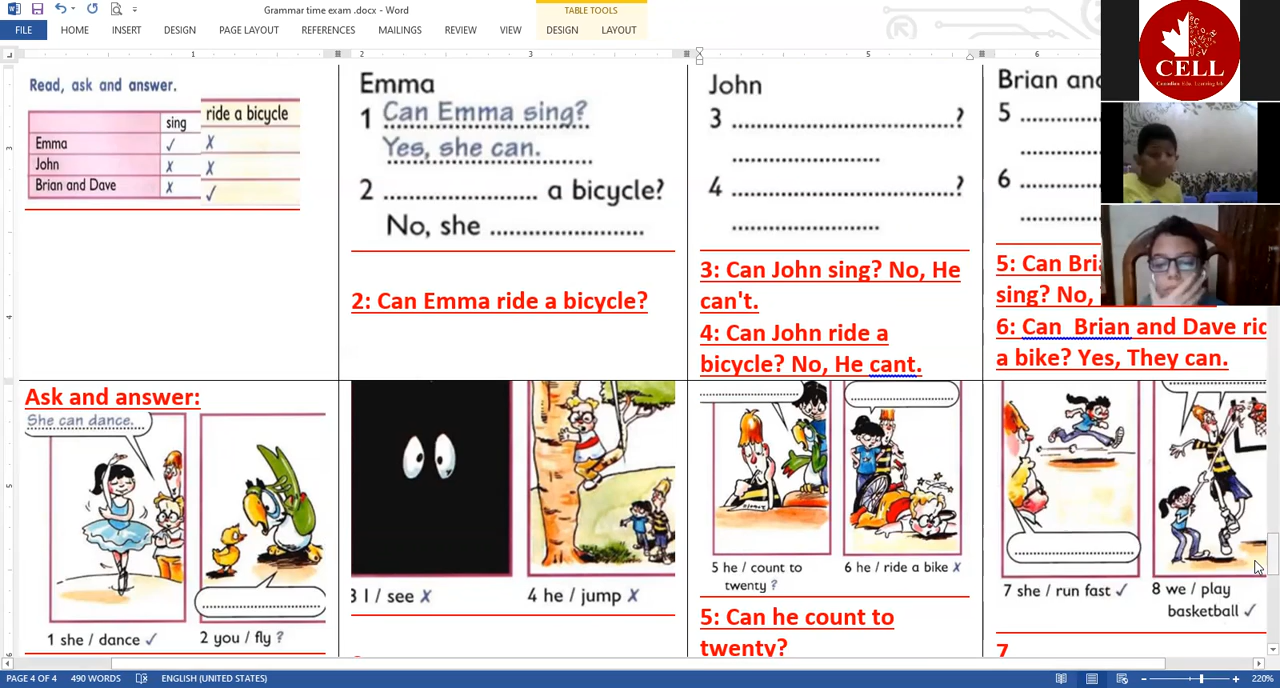 Grammar time exam .docx - Word
TABLE TOOLS
FILE HOME INSERT DESIGN PAGE LAYOUT REFERENCES MAILINGS REVIEW VIEW DESIGN LAYOUT
CELL
Read, ask and answer.
sing ride a bicycle
Emma ✓ ✗
John ✗ ✗
Brian and Dave ✗ ✓
Emma
1 Can Emma sing?
Yes, she can.
2 .................... a bicycle?
No, she ....................
2: Can Emma ride a bicycle?
John
3 ..............................?
....................
4 ..............................?
....................
3: Can John sing? No, He
can't.
4: Can John ride a
bicycle? No, He cant.
Brian and
5 ....................
....................
6 ....................
....................
5: Can Bri
sing? No,
6: Can Brian and Dave rid
a bike? Yes, They can.
Ask and answer:
She can dance.
1 she / dance ✓
2 you / fly ?
3 I / see ✗
4 he / jump ✗
5 he / count to
twenty ?
6 he / ride a bike ✗
5: Can he count to
twenty?
7 she / run fast ✓
8 we / play
basketball ✓
7
PAGE 4 OF 4 490 WORDS ENGLISH (UNITED STATES) 220%